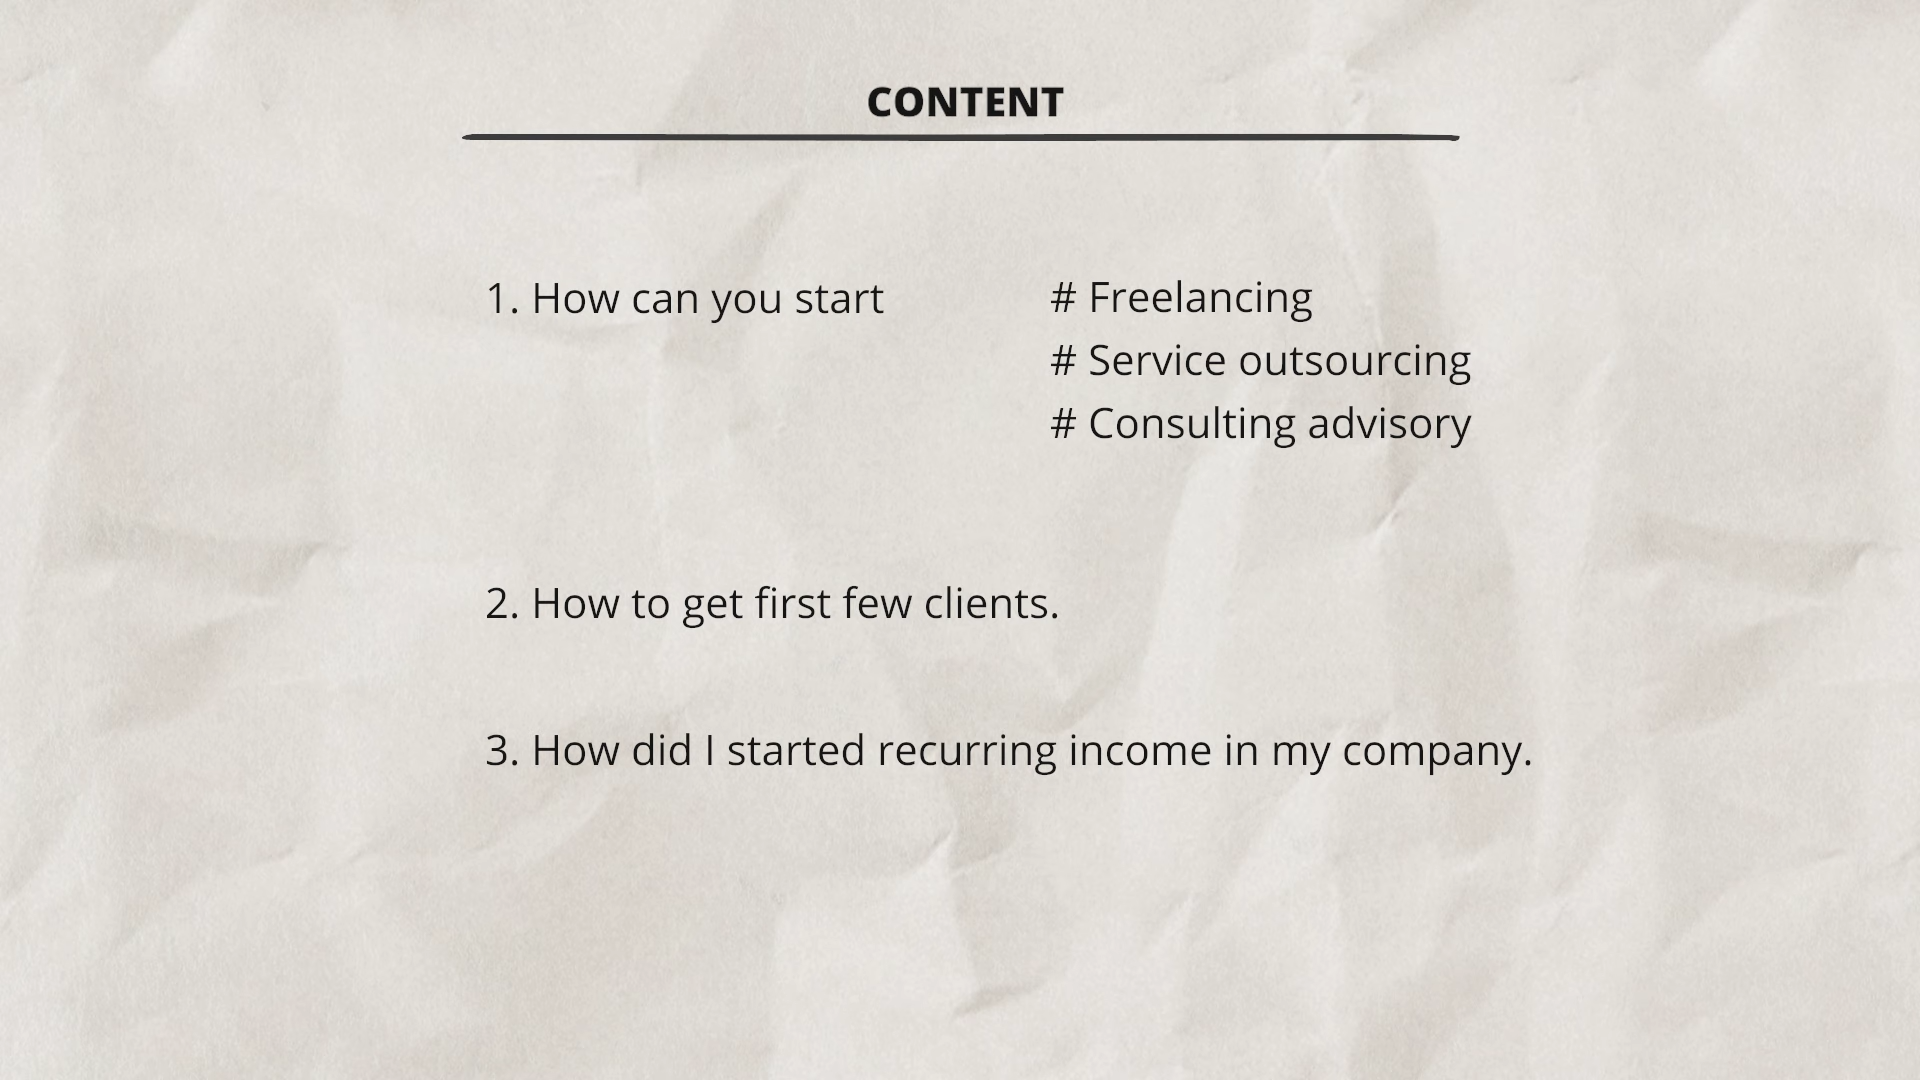 CONTENT
1. How can you start
# Freelancing
# Service outsourcing
# Consulting advisory
2. How to get first few clients.
3. How did I started recurring income in my company.